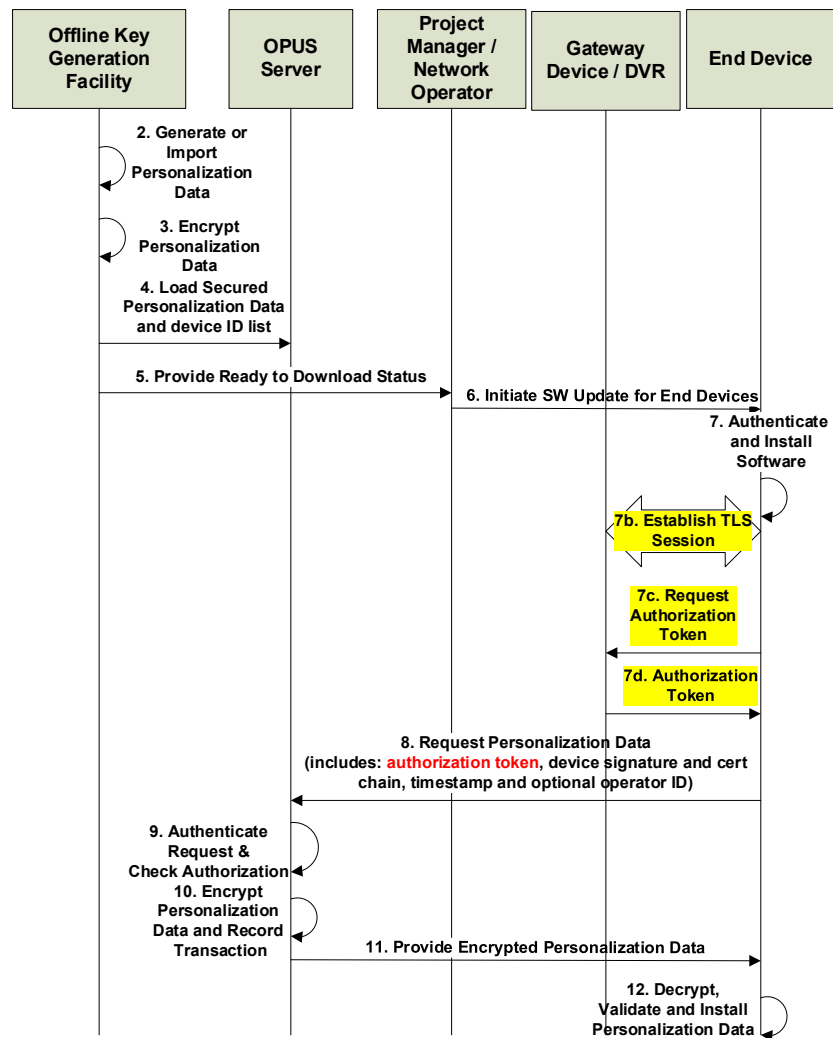 Offline Key
Generation
Facility
OPUS
Server
Project
Manager /
Network
Operator
Gateway
Device / DVR
End Device
2. Generate or
Import
Personalization
Data
3. Encrypt
Personalization
Data
4. Load Secured
Personalization Data
and device ID list
5. Provide Ready to Download Status
6. Initiate SW Update for End Devices
7. Authenticate
and Install
Software
7b. Establish TLS
Session
7c. Request
Authorization
Token
7d. Authorization
Token
8. Request Personalization Data
(includes: authorization token, device signature and cert
chain, timestamp and optional operator ID)
9. Authenticate
Request &
Check Authorization
10. Encrypt
Personalization
Data and Record
Transaction
11. Provide Encrypted Personalization Data
12. Decrypt,
Validate and Install
Personalization Data